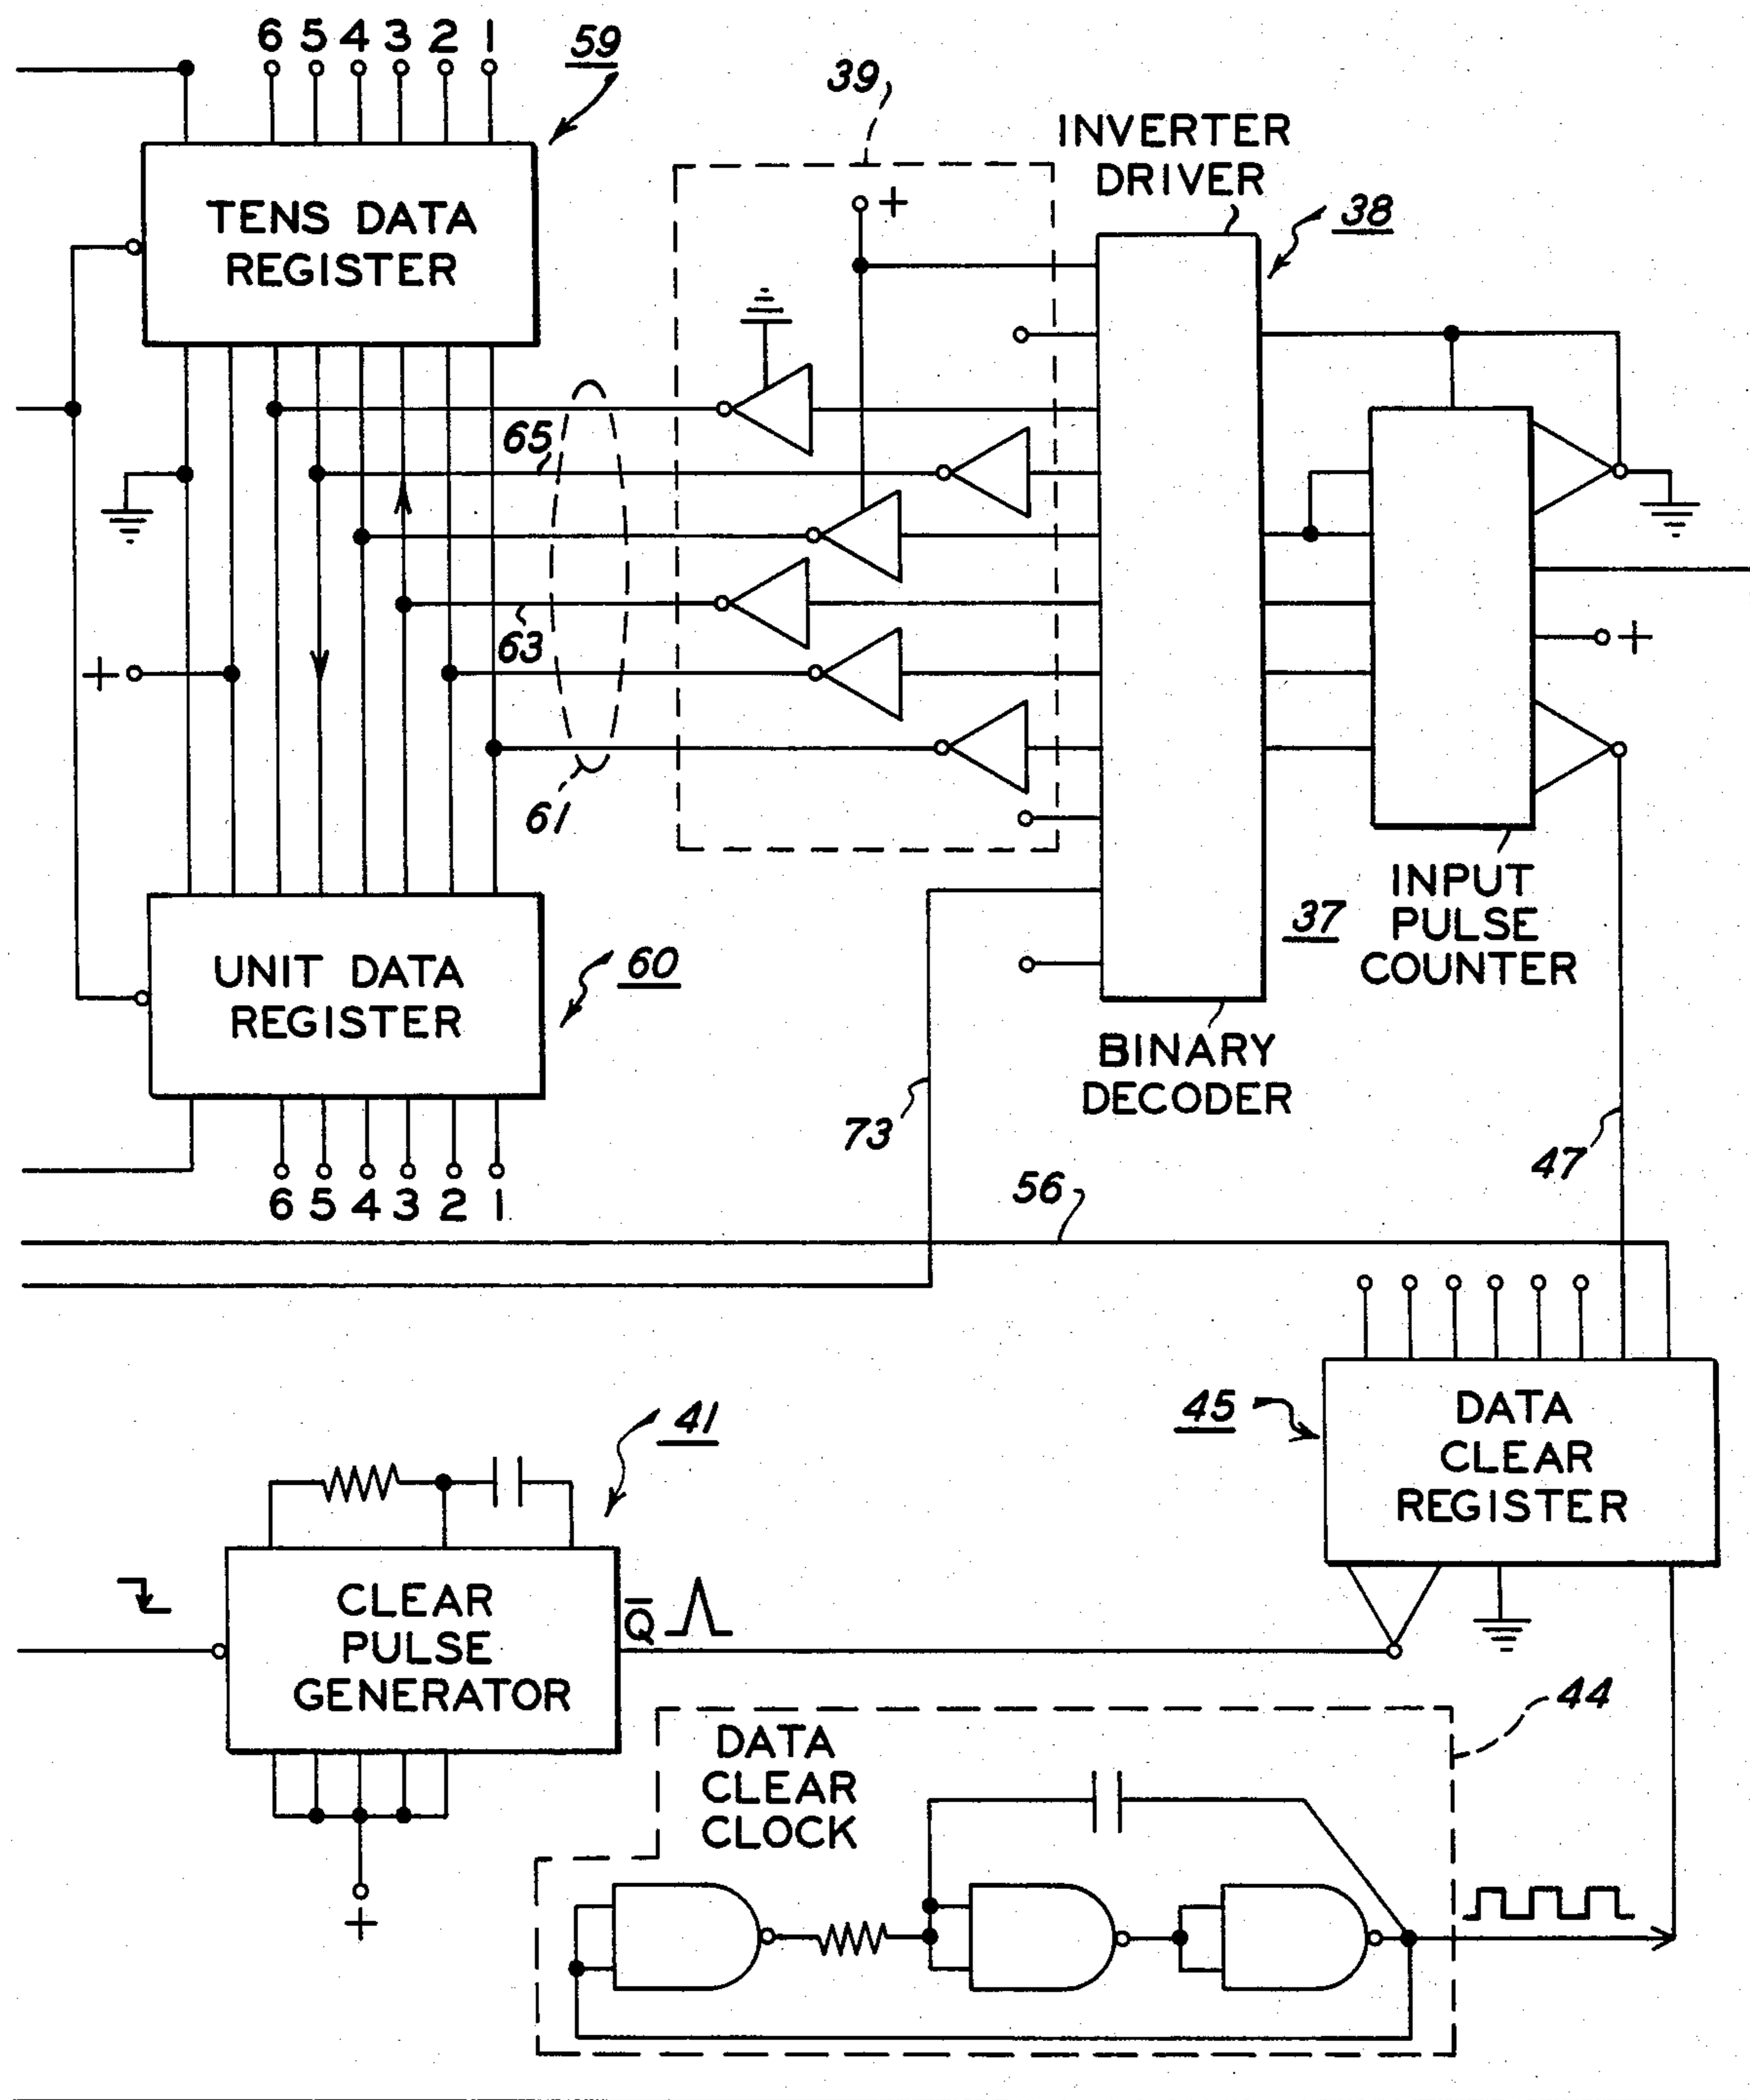 6 5 4 3 2 1
59
TENS DATA
REGISTER
39
+
INVERTER
DRIVER
38
65
63
61
+
+
37
INPUT
PULSE
COUNTER
UNIT DATA
REGISTER
60
BINARY
DECODER
73
47
6 5 4 3 2 1
56
45
DATA
CLEAR
REGISTER
41
CLEAR
PULSE
GENERATOR
Q̅
+
44
DATA
CLEAR
CLOCK